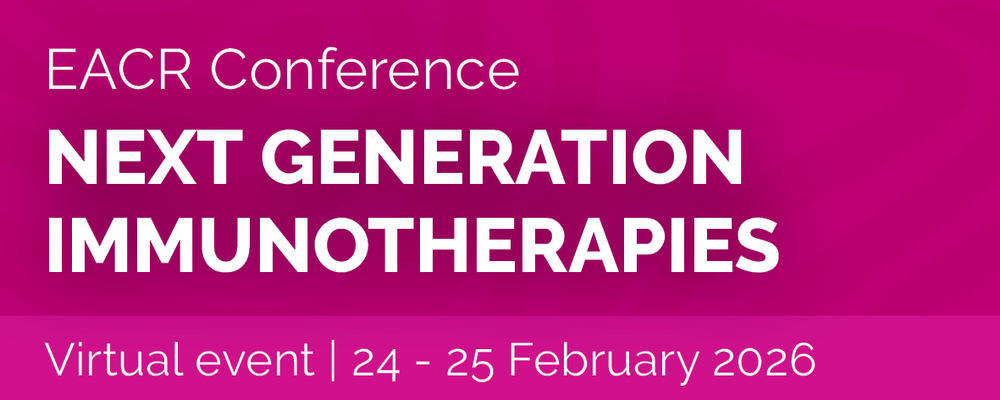 EACR Conference
NEXT GENERATION
IMMUNOTHERAPIES
Virtual event | 24 - 25 February 2026